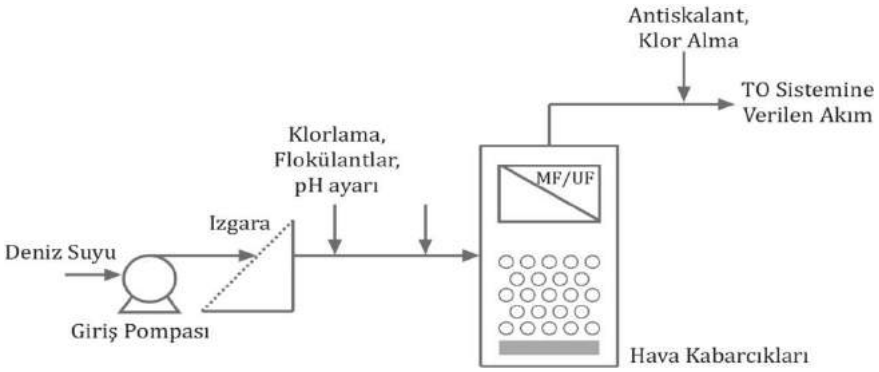 Antiskalant,
Klor Alma
TO Sistemine
Verilen Akım
Klorlama,
Flokülantlar,
pH ayarı
MF/UF
Izgara
Deniz Suyu
Giriş Pompası
Hava Kabarcıkları